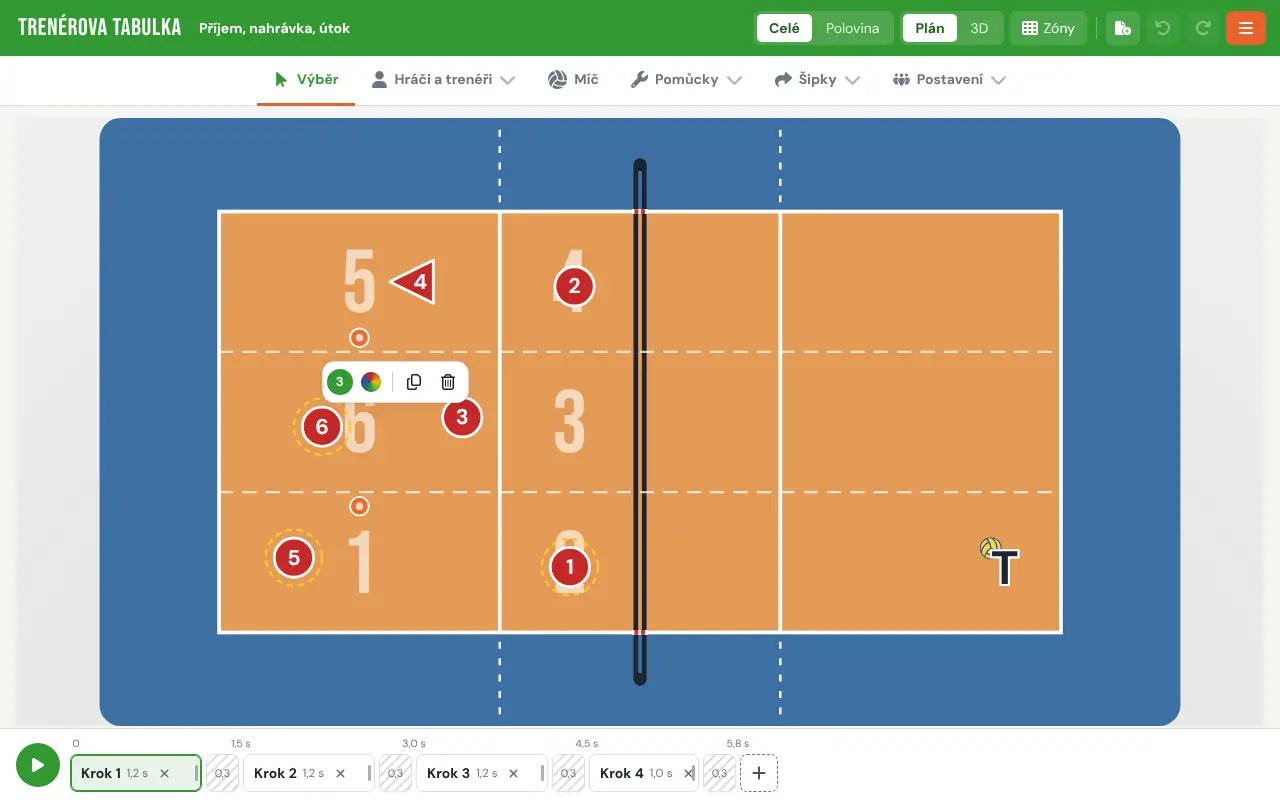 TRENÉROVA TABULKA Příjem, nahrávka, útok Celé Polovina Plán 3D Zóny
Výběr Hráči a trenéři Míč Pomůcky Šipky Postavení
5 4 2
3
6 6 3 3
5 1 1
T
0 1,5 s 3,0 s 4,5 s 5,8 s
Krok 1 1,2 s 0,3 Krok 2 1,2 s 0,3 Krok 3 1,2 s 0,3 Krok 4 1,0 s 0,3